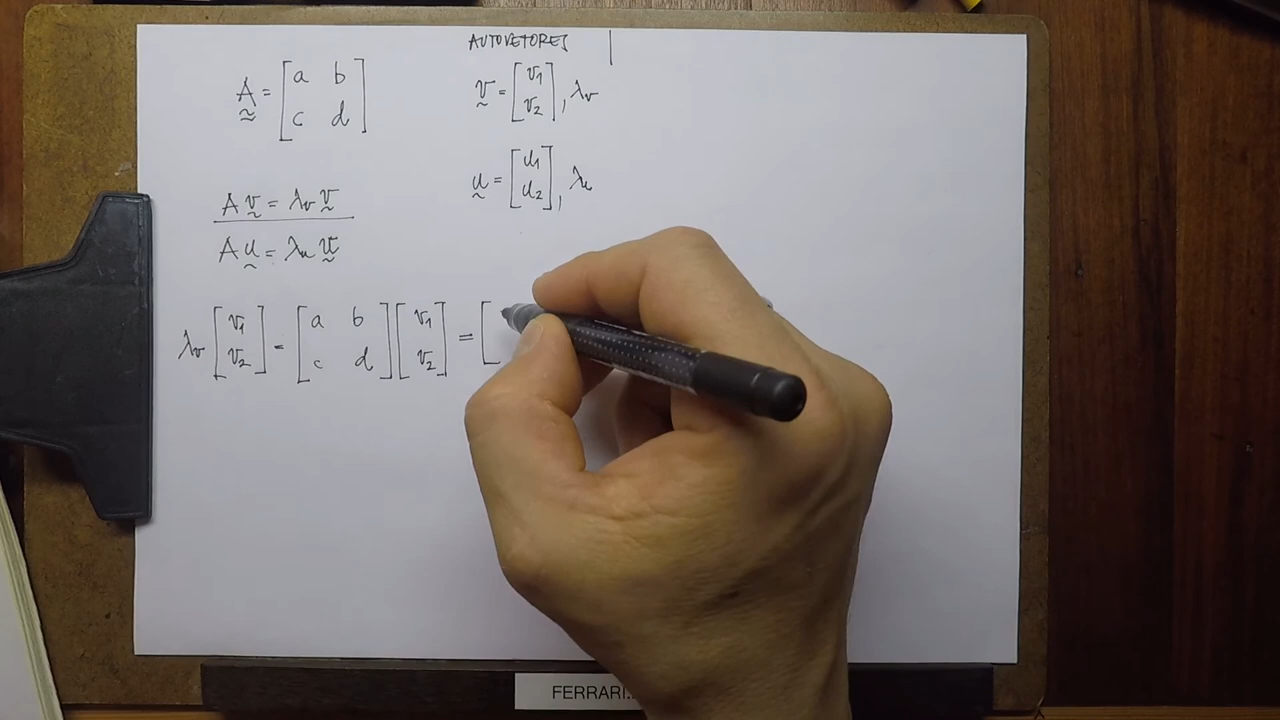 AUTOVETORES |
A = [a b; c d]
v = [v1; v2], λv
u = [u1; u2], λu
A v = λv v
A u = λu u
λv [v1; v2] = [a b; c d] [v1; v2] = [
FERRARI.